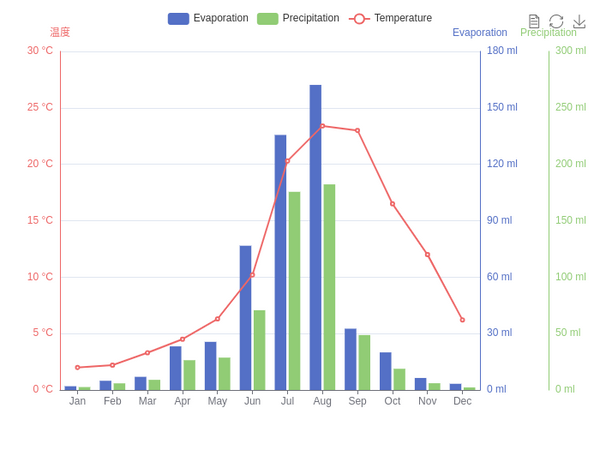 Evaporation Precipitation Temperature
温度 Evaporation Precipitation
30 °C 180 ml 300 ml
25 °C 150 ml 250 ml
20 °C 120 ml 200 ml
15 °C 90 ml 150 ml
10 °C 60 ml 100 ml
5 °C 30 ml 50 ml
0 °C 0 ml 0 ml
Jan Feb Mar Apr May Jun Jul Aug Sep Oct Nov Dec